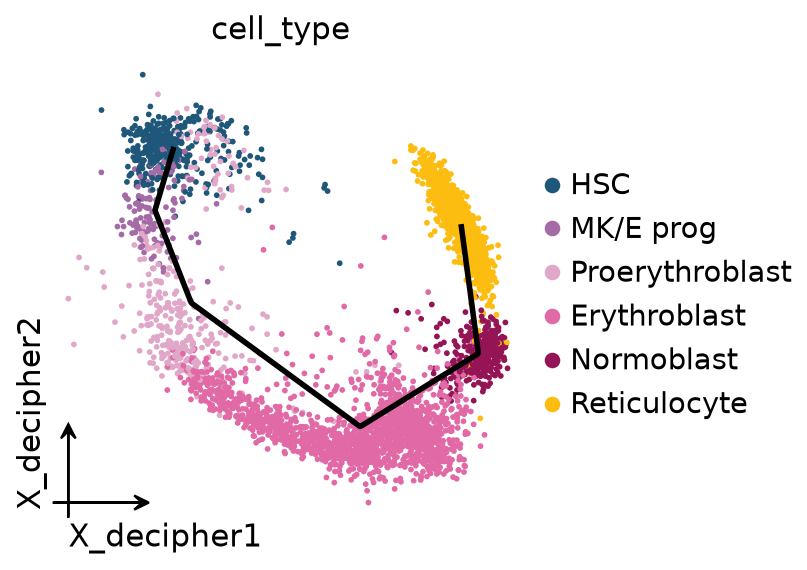 cell_type
HSC
MK/E prog
Proerythroblast
Erythroblast
Normoblast
Reticulocyte
X_decipher2
X_decipher1